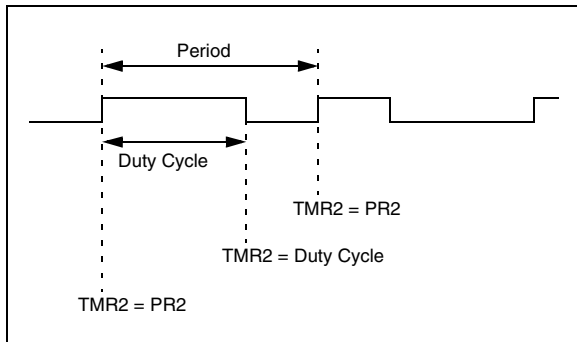 Period
Duty Cycle
TMR2 = PR2
TMR2 = Duty Cycle
TMR2 = PR2